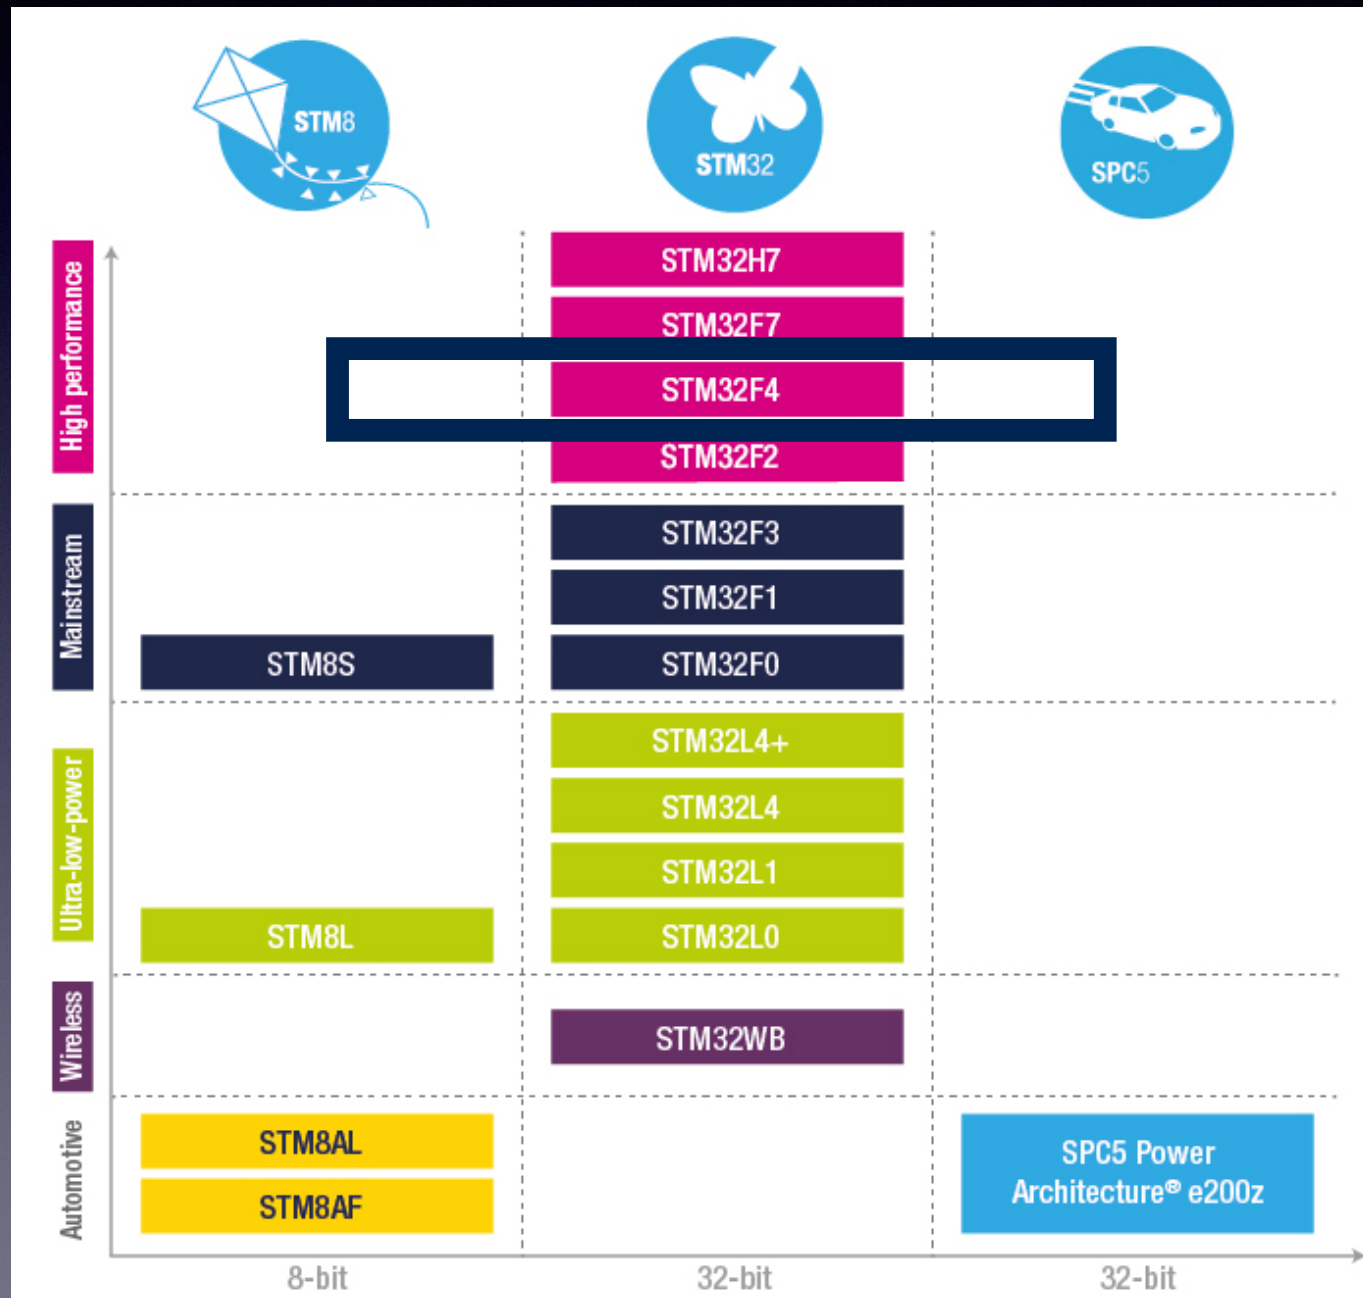 STM8
STM32
SPC5
High performance
STM32H7
STM32F7
STM32F4
STM32F2
Mainstream
STM32F3
STM32F1
STM8S
STM32F0
Ultra-low-power
STM32L4+
STM32L4
STM32L1
STM8L
STM32L0
Wireless
STM32WB
Automotive
STM8AL
STM8AF
SPC5 Power
Architecture® e200z
8-bit
32-bit
32-bit